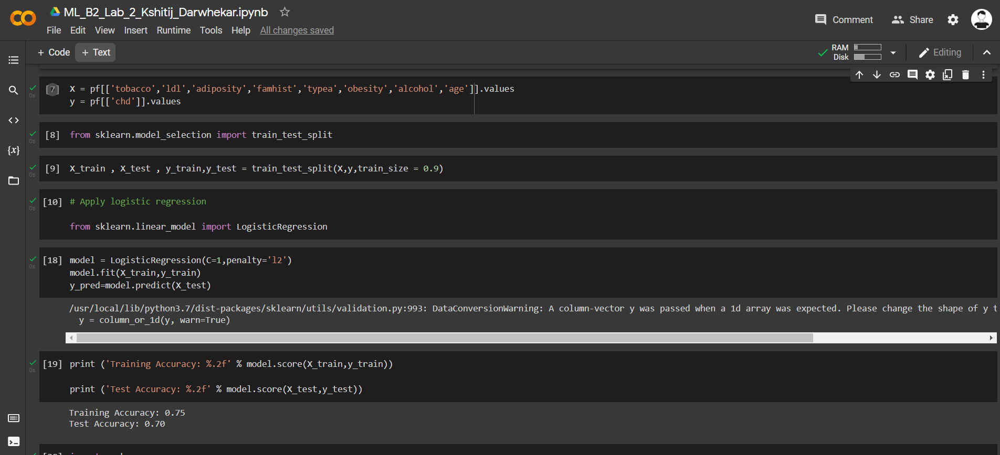 ML_B2_Lab_2_Kshitij_Darwhekar.ipynb
File Edit View Insert Runtime Tools Help All changes saved
Comment Share
+ Code + Text
RAM
Disk
Editing
[7] X = pf[['tobacco','ldl','adiposity','famhist','typea','obesity','alcohol','age']].values
0s
y = pf[['chd']].values
[8] from sklearn.model_selection import train_test_split
0s
[9] X_train , X_test , y_train,y_test = train_test_split(X,y,train_size = 0.9)
0s
[10] # Apply logistic regression
0s
from sklearn.linear_model import LogisticRegression
[18] model = LogisticRegression(C=1,penalty='l2')
0s
model.fit(X_train,y_train)
y_pred=model.predict(X_test)
/usr/local/lib/python3.7/dist-packages/sklearn/utils/validation.py:993: DataConversionWarning: A column-vector y was passed when a 1d array was expected. Please change the shape of y t
y = column_or_1d(y, warn=True)
[19] print ('Training Accuracy: %.2f' % model.score(X_train,y_train))
0s
print ('Test Accuracy: %.2f' % model.score(X_test,y_test))
Training Accuracy: 0.75
Test Accuracy: 0.70